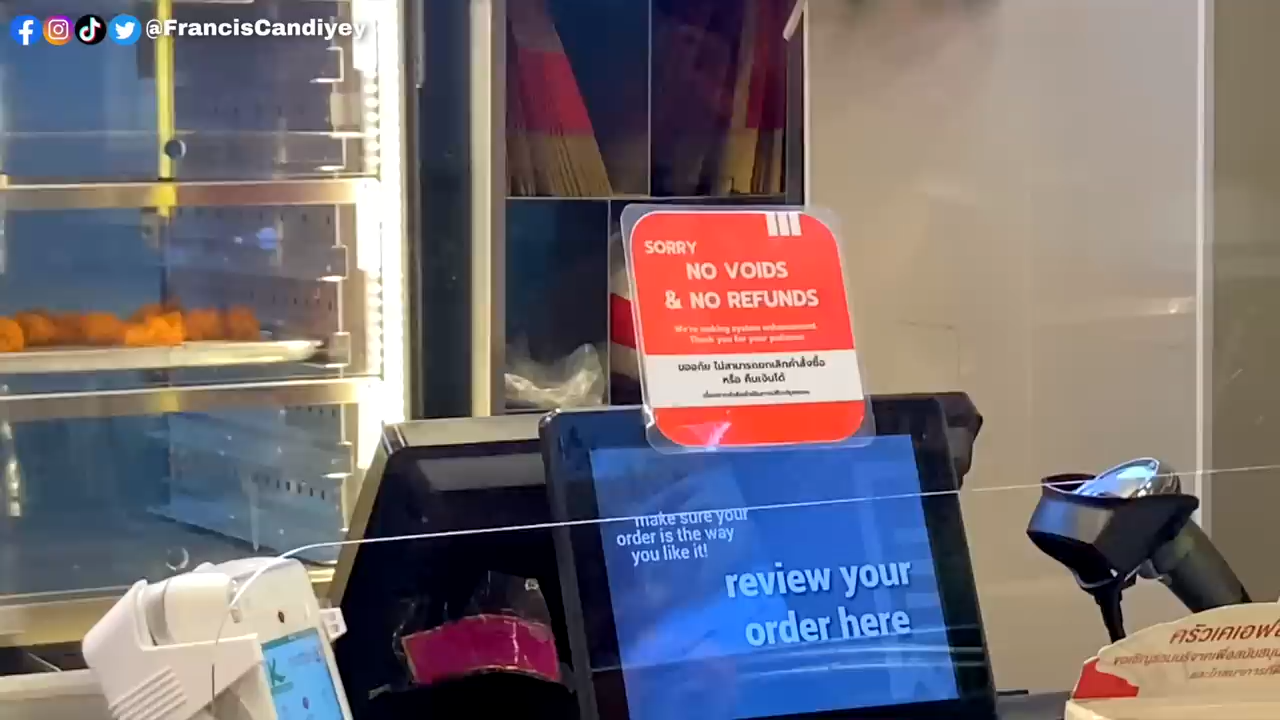 @FrancisCandiyey
SORRY
NO VOIDS
& NO REFUNDS
We're making system enhancement
Thank you for your patience
ขออภัย ไม่สามารถยกเลิกคำสั่งซื้อ
หรือ คืนเงินได้
make sure your
order is the way
you like it!
review your
order here
K
ครัวเคเอฟ